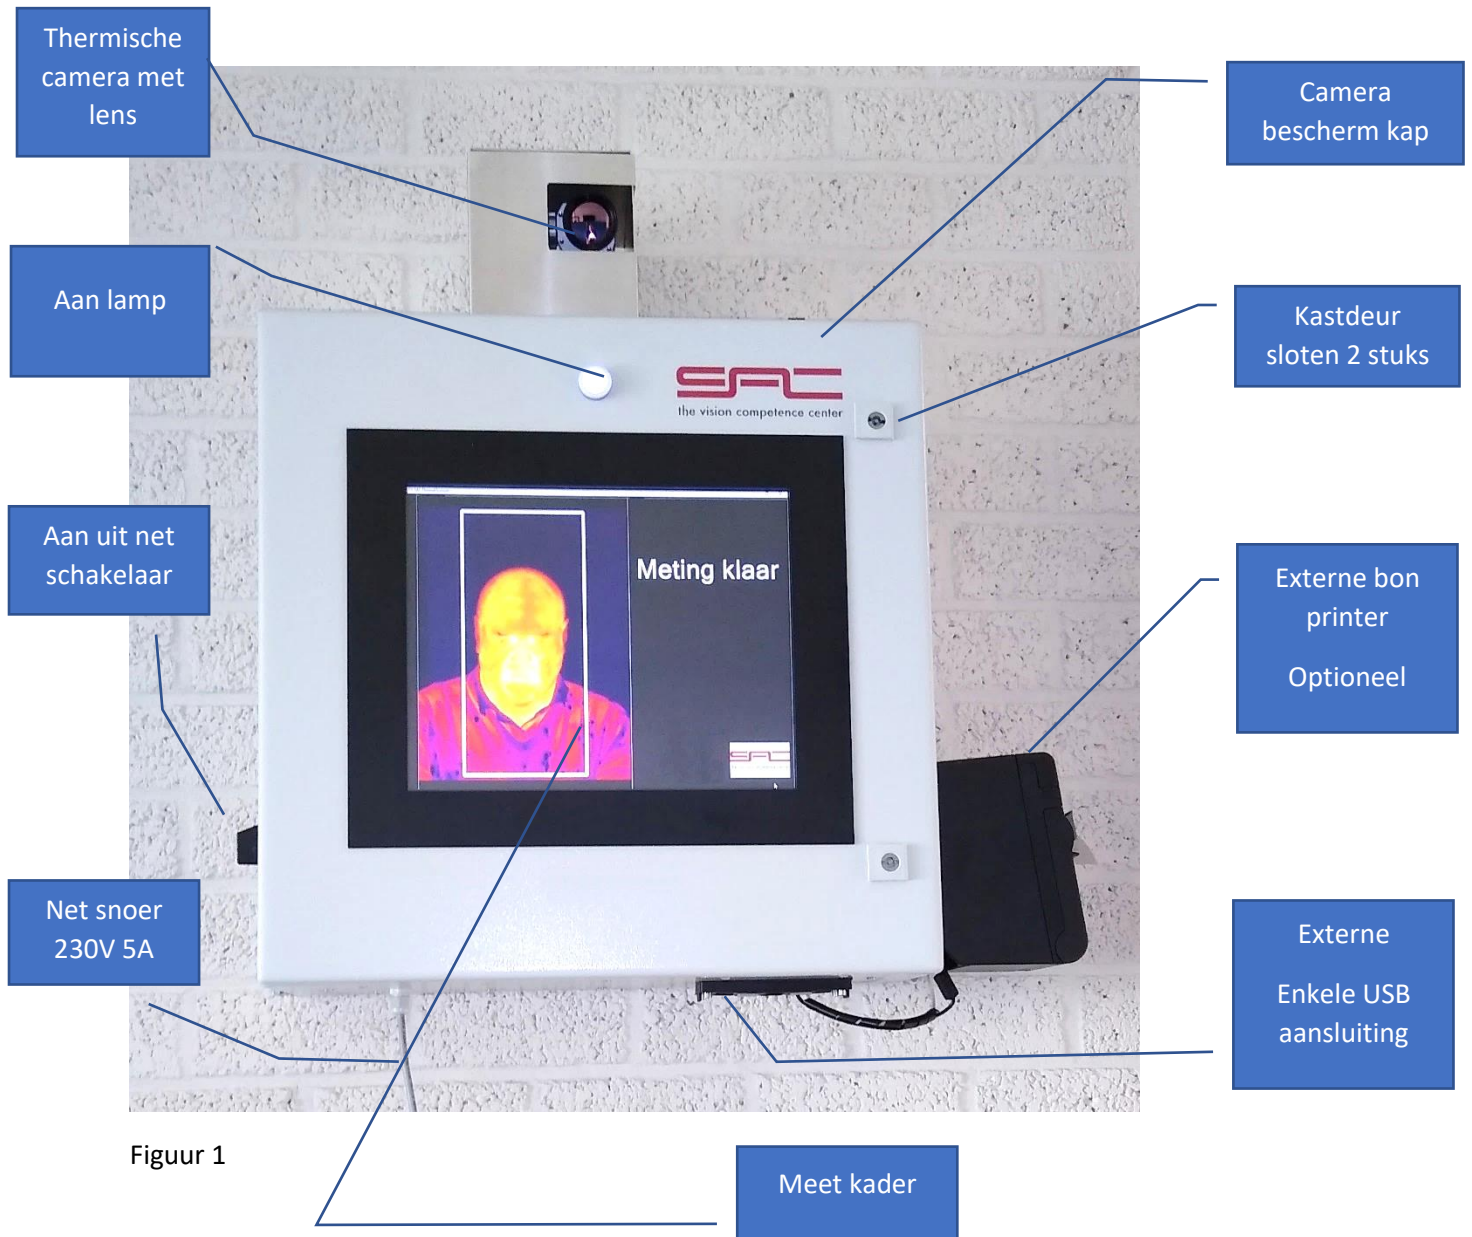 Thermische
camera met
lens
Camera
bescherm kap
Aan lamp
Kastdeur
sloten 2 stuks
SAC
the vision competence center
Aan uit net
schakelaar
Meting klaar
Externe bon
printer
Optioneel
Net snoer
230V 5A
Externe
Enkele USB
aansluiting
Figuur 1
Meet kader